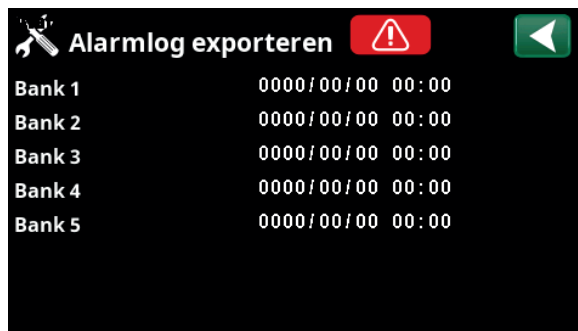 Alarmlog exporteren
Bank 1 0000/00/00 00:00
Bank 2 0000/00/00 00:00
Bank 3 0000/00/00 00:00
Bank 4 0000/00/00 00:00
Bank 5 0000/00/00 00:00